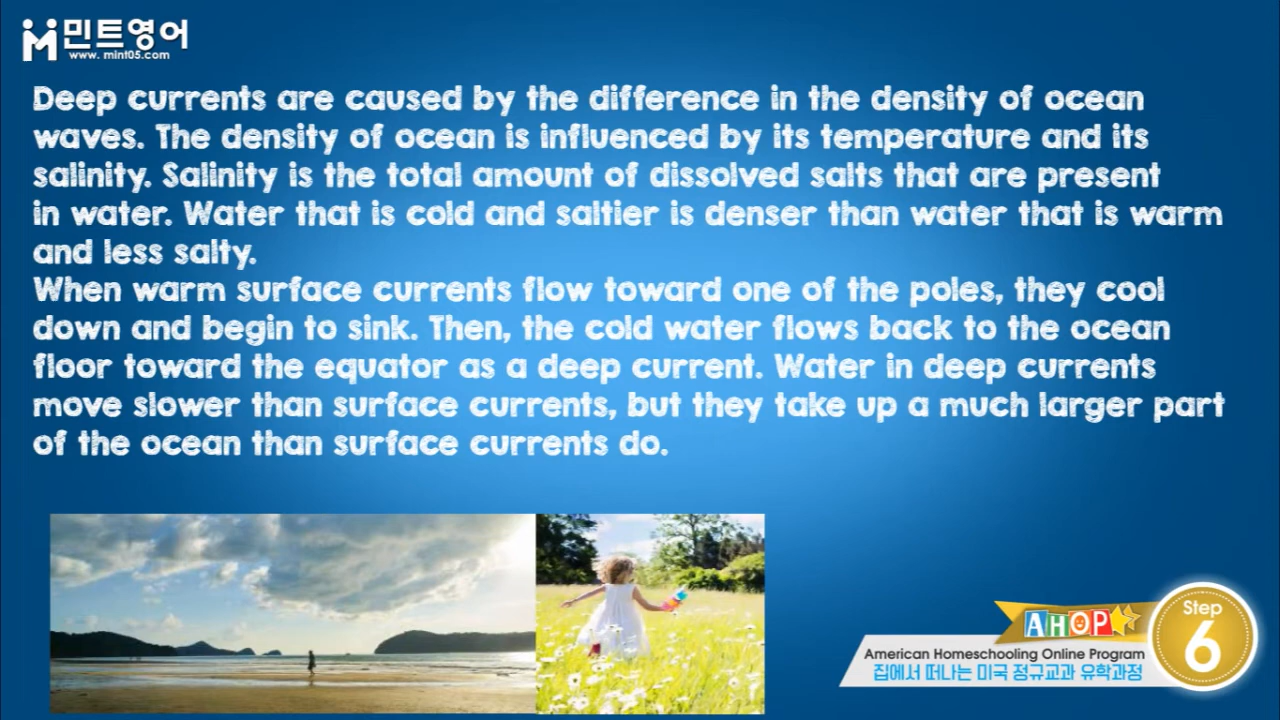 민트영어
www. mint05.com
Deep currents are caused by the difference in the density of ocean
waves. The density of ocean is influenced by its temperature and its
salinity. Salinity is the total amount of dissolved salts that are present
in water. Water that is cold and saltier is denser than water that is warm
and less salty.
When warm surface currents flow toward one of the poles, they cool
down and begin to sink. Then, the cold water flows back to the ocean
floor toward the equator as a deep current. Water in deep currents
move slower than surface currents, but they take up a much larger part
of the ocean than surface currents do.
AHOP
Step
6
American Homeschooling Online Program
집에서 떠나는 미국 정규교과 유학과정